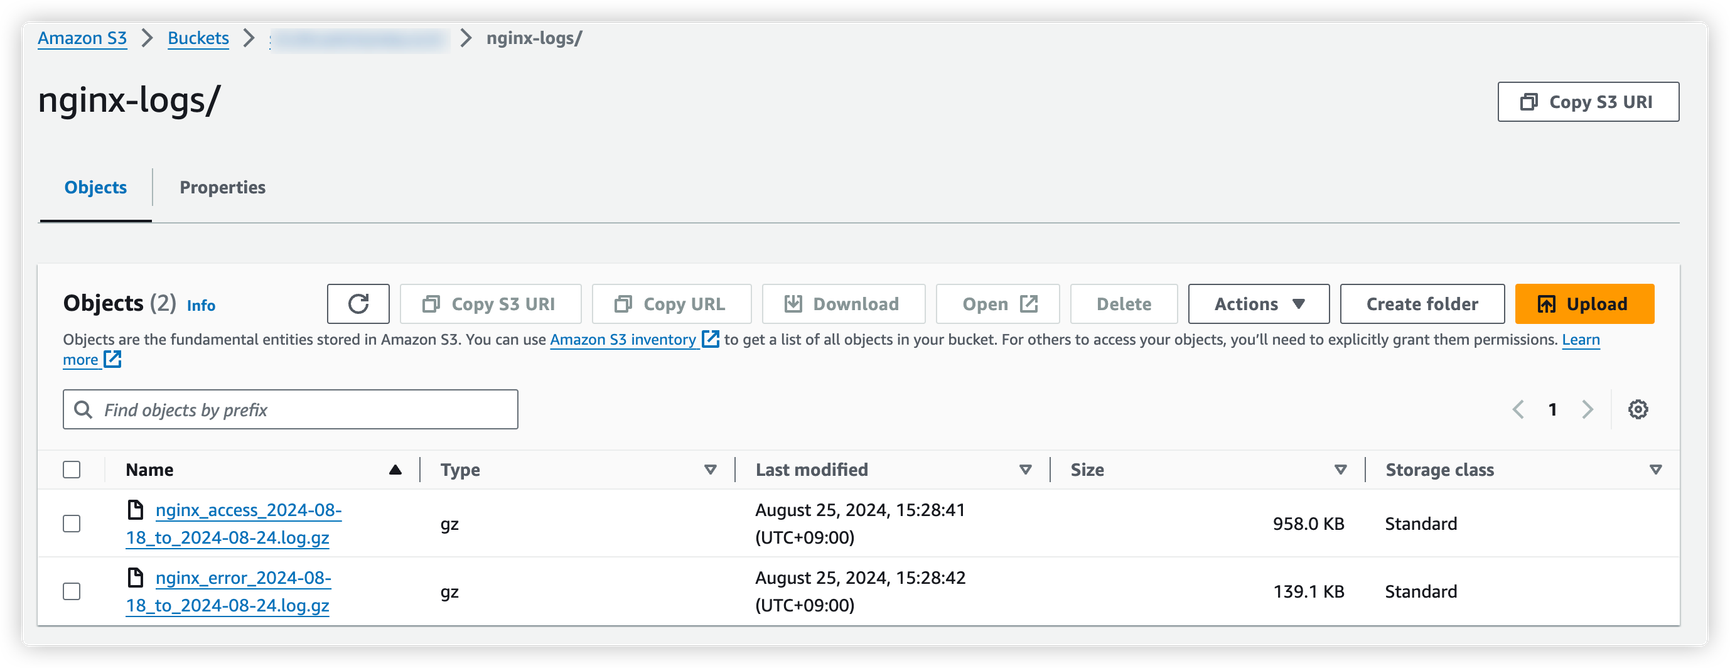 Amazon S3 > Buckets > > nginx-logs/
nginx-logs/
Copy S3 URI
Objects Properties
Objects (2) Info Copy S3 URI Copy URL Download Open Delete Actions Create folder Upload
Objects are the fundamental entities stored in Amazon S3. You can use Amazon S3 inventory to get a list of all objects in your bucket. For others to access your objects, you’ll need to explicitly grant them permissions. Learn
more
Find objects by prefix 1
Name Type Last modified Size Storage class
nginx_access_2024-08-
18_to_2024-08-24.log.gz
gz
August 25, 2024, 15:28:41
(UTC+09:00)
958.0 KB
Standard
nginx_error_2024-08-
18_to_2024-08-24.log.gz
gz
August 25, 2024, 15:28:42
(UTC+09:00)
139.1 KB
Standard